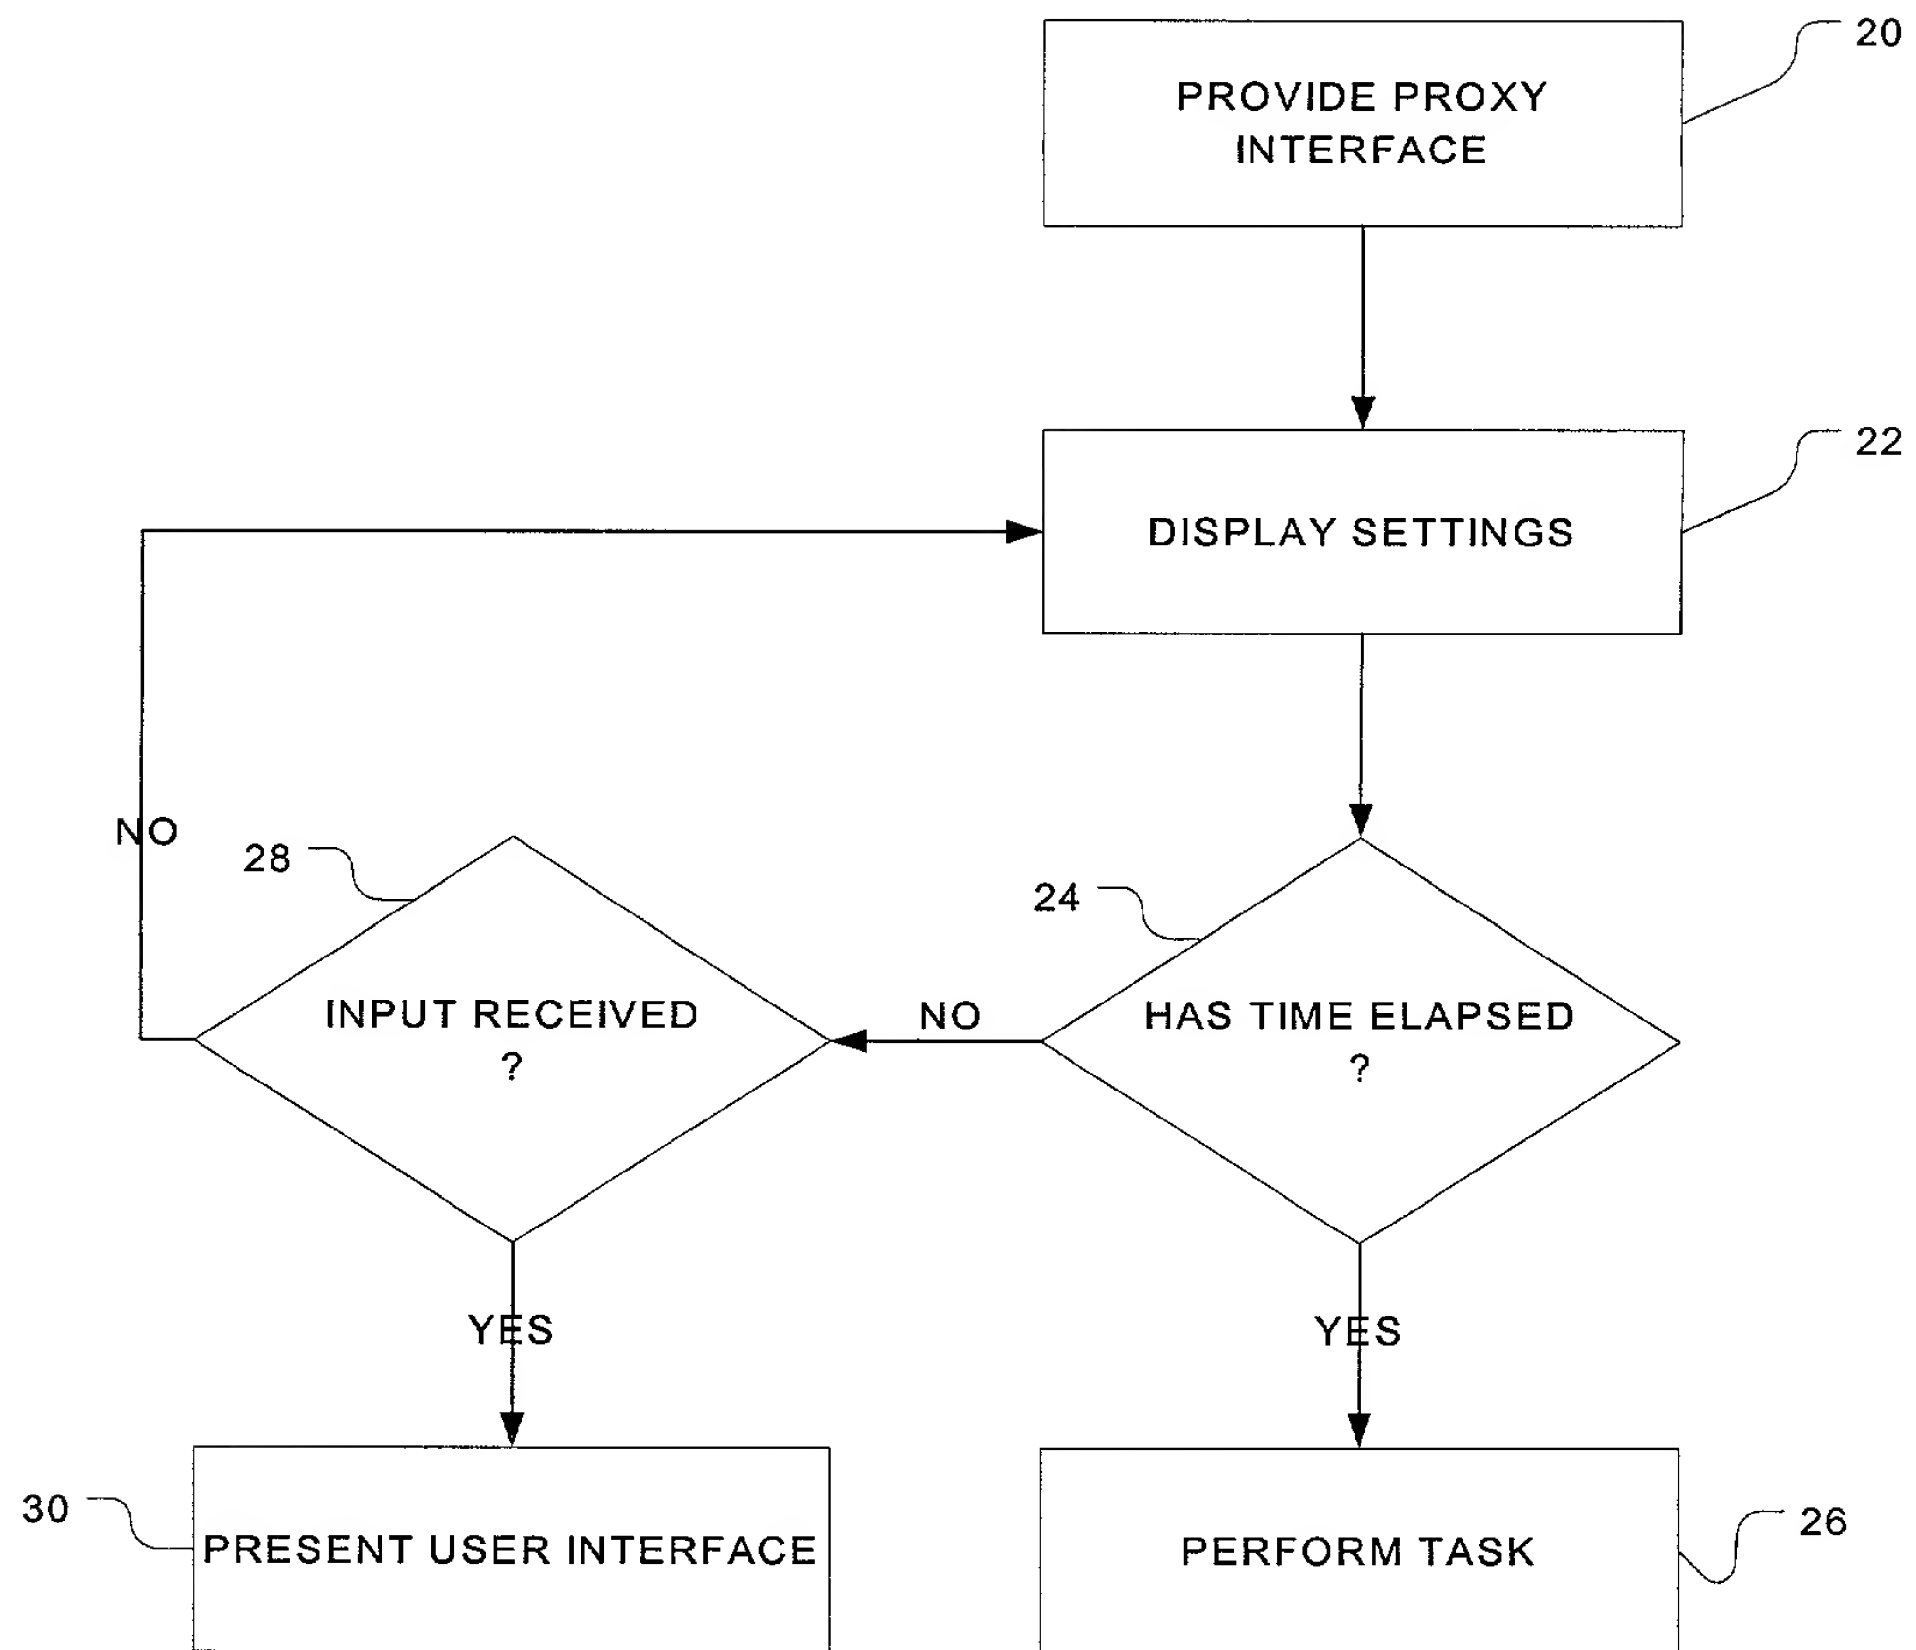 20
PROVIDE PROXY
INTERFACE
22
DISPLAY SETTINGS
NO
28
24
INPUT RECEIVED
?
NO
HAS TIME ELAPSED
?
YES
YES
30
PRESENT USER INTERFACE
PERFORM TASK
26